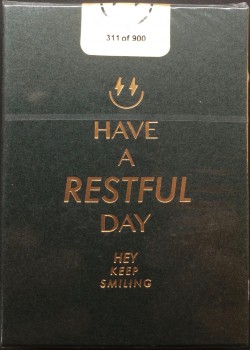 311 of 900
HAVE
A
RESTFUL
DAY
HEY
KEEP
SMILING